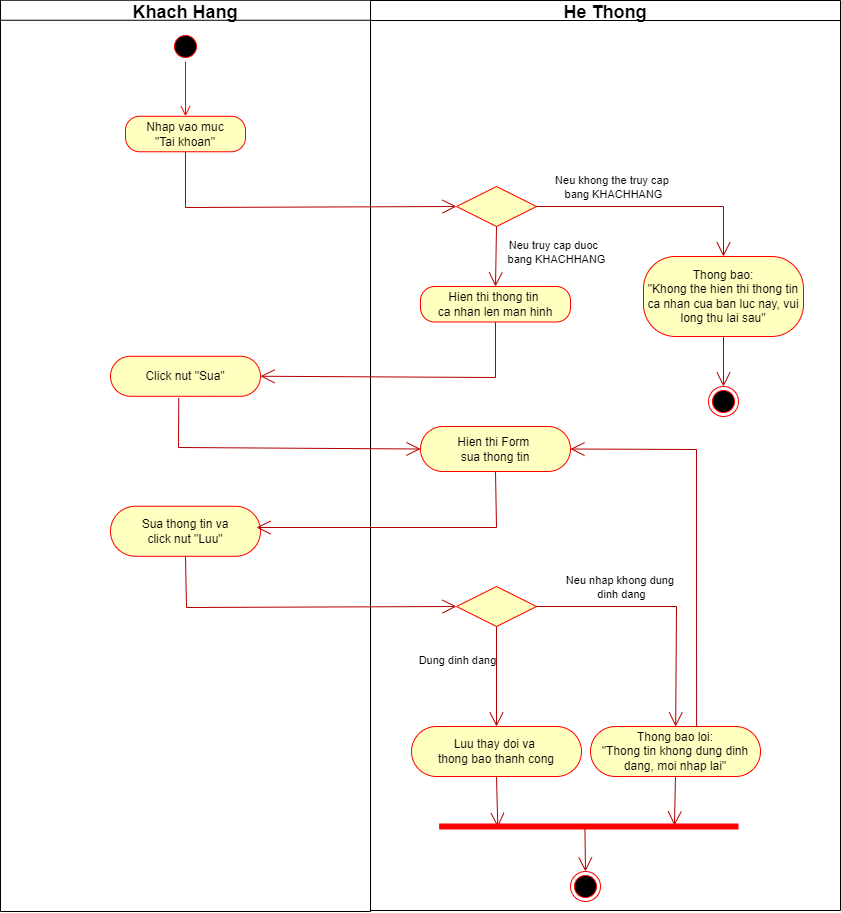 Khach Hang
He Thong
Nhap vao muc
"Tai khoan"
Neu khong the truy cap
bang KHACHHANG
Neu truy cap duoc
bang KHACHHANG
Thong bao:
"Khong the hien thi thong tin
ca nhan cua ban luc nay, vui
long thu lai sau"
Hien thi thong tin
ca nhan len man hinh
Click nut "Sua"
Hien thi Form
sua thong tin
Sua thong tin va
click nut "Luu"
Neu nhap khong dung
dinh dang
Dung dinh dang
Luu thay doi va
thong bao thanh cong
Thong bao loi:
"Thong tin khong dung dinh
dang, moi nhap lai"